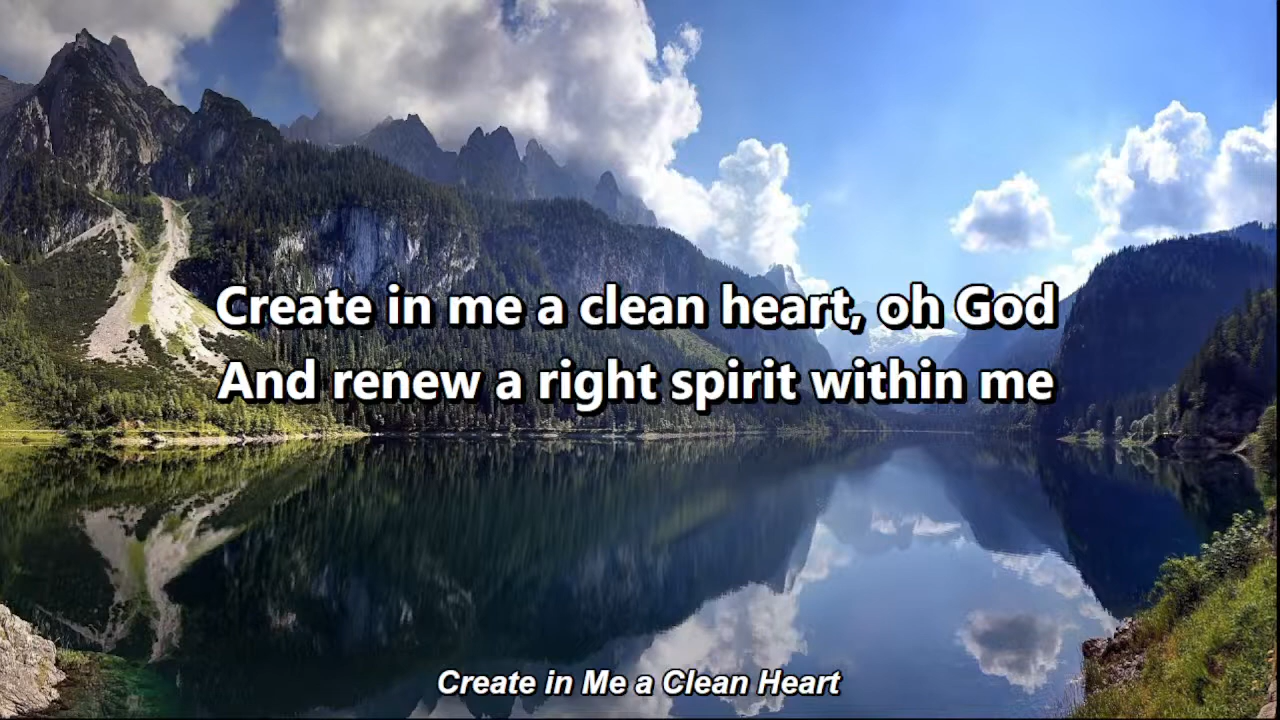 Create in me a clean heart, oh God
And renew a right spirit within me
Create in Me a Clean Heart